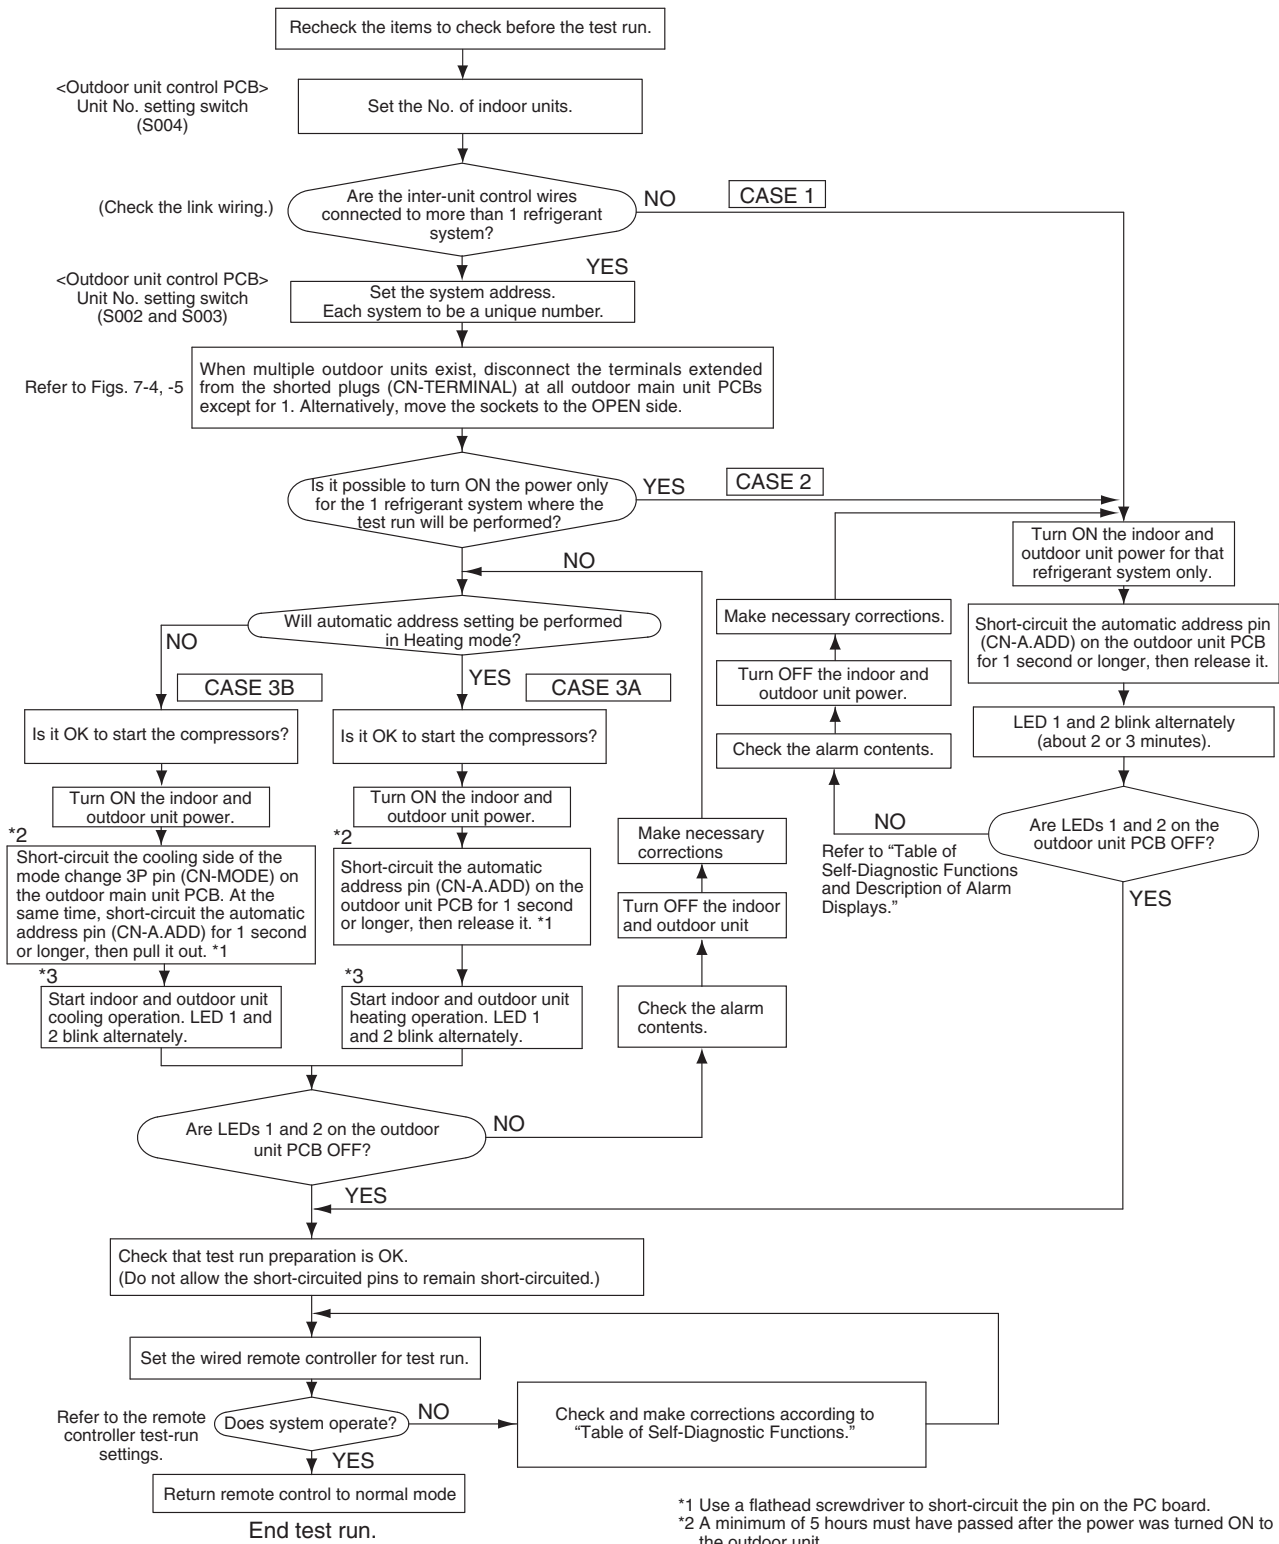 Recheck the items to check before the test run.
<Outdoor unit control PCB>
Unit No. setting switch
(S004)
Set the No. of indoor units.
(Check the link wiring.)
Are the inter-unit control wires
connected to more than 1 refrigerant
system?
NO
CASE 1
YES
<Outdoor unit control PCB>
Unit No. setting switch
(S002 and S003)
Set the system address.
Each system to be a unique number.
Refer to Figs. 7-4, -5
When multiple outdoor units exist, disconnect the terminals extended
from the shorted plugs (CN-TERMINAL) at all outdoor main unit PCBs
except for 1. Alternatively, move the sockets to the OPEN side.
Is it possible to turn ON the power only
for the 1 refrigerant system where the
test run will be performed?
YES
CASE 2
NO
Turn ON the indoor and
outdoor unit power for that
refrigerant system only.
Short-circuit the automatic address pin
(CN-A.ADD) on the outdoor unit PCB
for 1 second or longer, then release it.
LED 1 and 2 blink alternately
(about 2 or 3 minutes).
Are LEDs 1 and 2 on the
outdoor unit PCB OFF?
NO
YES
Refer to “Table of
Self-Diagnostic Functions
and Description of Alarm
Displays.”
Check the alarm contents.
Turn OFF the indoor and
outdoor unit power.
Make necessary corrections.
Will automatic address setting be performed
in Heating mode?
NO
CASE 3B
YES
CASE 3A
Is it OK to start the compressors?
Turn ON the indoor and
outdoor unit power.
*2
Short-circuit the cooling side of the
mode change 3P pin (CN-MODE) on
the outdoor main unit PCB. At the
same time, short-circuit the automatic
address pin (CN-A.ADD) for 1 second
or longer, then pull it out. *1
*3
Start indoor and outdoor unit
cooling operation. LED 1 and
2 blink alternately.
Is it OK to start the compressors?
Turn ON the indoor and
outdoor unit power.
*2
Short-circuit the automatic
address pin (CN-A.ADD) on the
outdoor unit PCB for 1 second
or longer, then release it. *1
*3
Start indoor and outdoor unit
heating operation. LED 1
and 2 blink alternately.
Make necessary
corrections
Turn OFF the indoor
and outdoor unit
Check the alarm
contents.
Are LEDs 1 and 2 on the outdoor
unit PCB OFF?
NO
YES
Check that test run preparation is OK.
(Do not allow the short-circuited pins to remain short-circuited.)
Set the wired remote controller for test run.
Refer to the remote
controller test-run
settings.
Does system operate?
NO
Check and make corrections according to
“Table of Self-Diagnostic Functions.”
YES
Return remote control to normal mode
End test run.
*1 Use a flathead screwdriver to short-circuit the pin on the PC board.
*2 A minimum of 5 hours must have passed after the power was turned ON to
the outdoor unit.